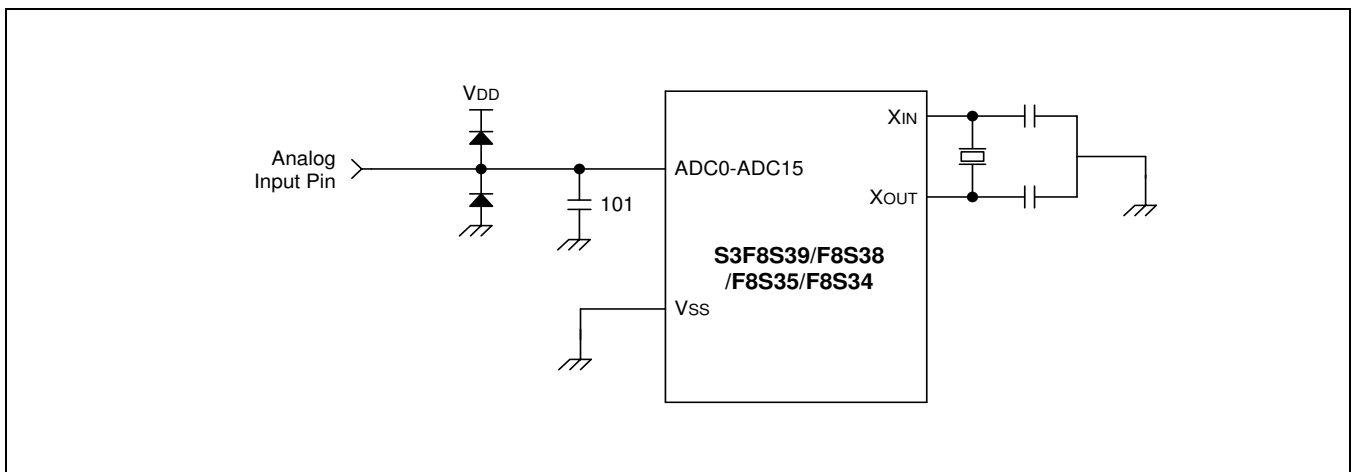 VDD
Analog
Input Pin
101
ADC0-ADC15
XIN
XOUT
S3F8S39/F8S38
/F8S35/F8S34
VSS